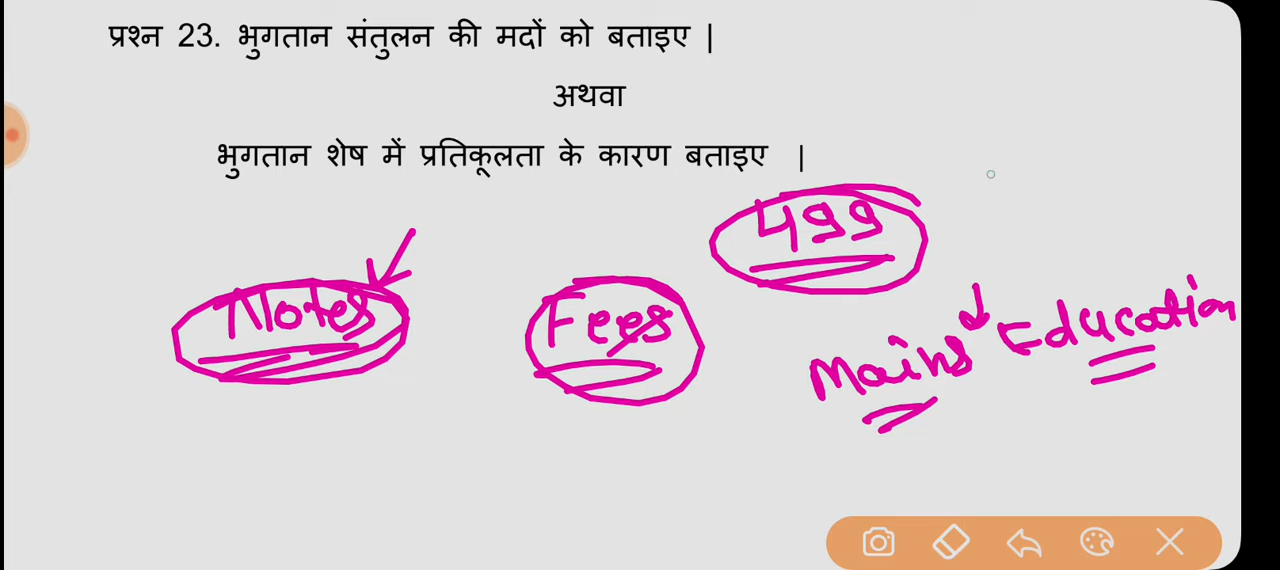 प्रश्न 23. भुगतान संतुलन की मदों को बताइए |
अथवा
भुगतान शेष में प्रतिकूलता के कारण बताइए |
499
Notes
Fees
Mains Education